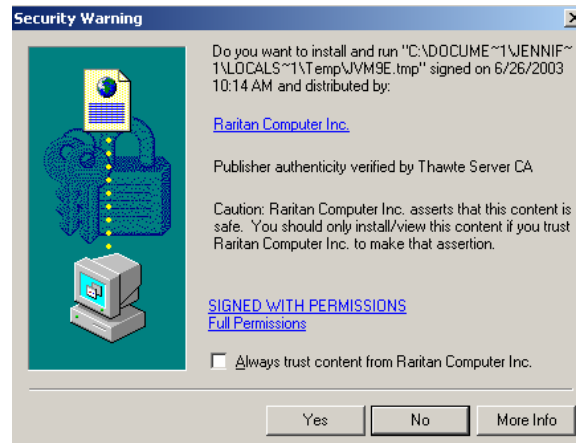 Security Warning
Do you want to install and run "C:\DOCUME~1\JENNIF~
1\LOCALS~1\Temp\JVM9E.tmp" signed on 6/26/2003
10:14 AM and distributed by:
Raritan Computer Inc.
Publisher authenticity verified by Thawte Server CA
Caution: Raritan Computer Inc. asserts that this content is
safe. You should only install/view this content if you trust
Raritan Computer Inc. to make that assertion.
SIGNED WITH PERMISSIONS
Full Permissions
Always trust content from Raritan Computer Inc.
Yes No More Info